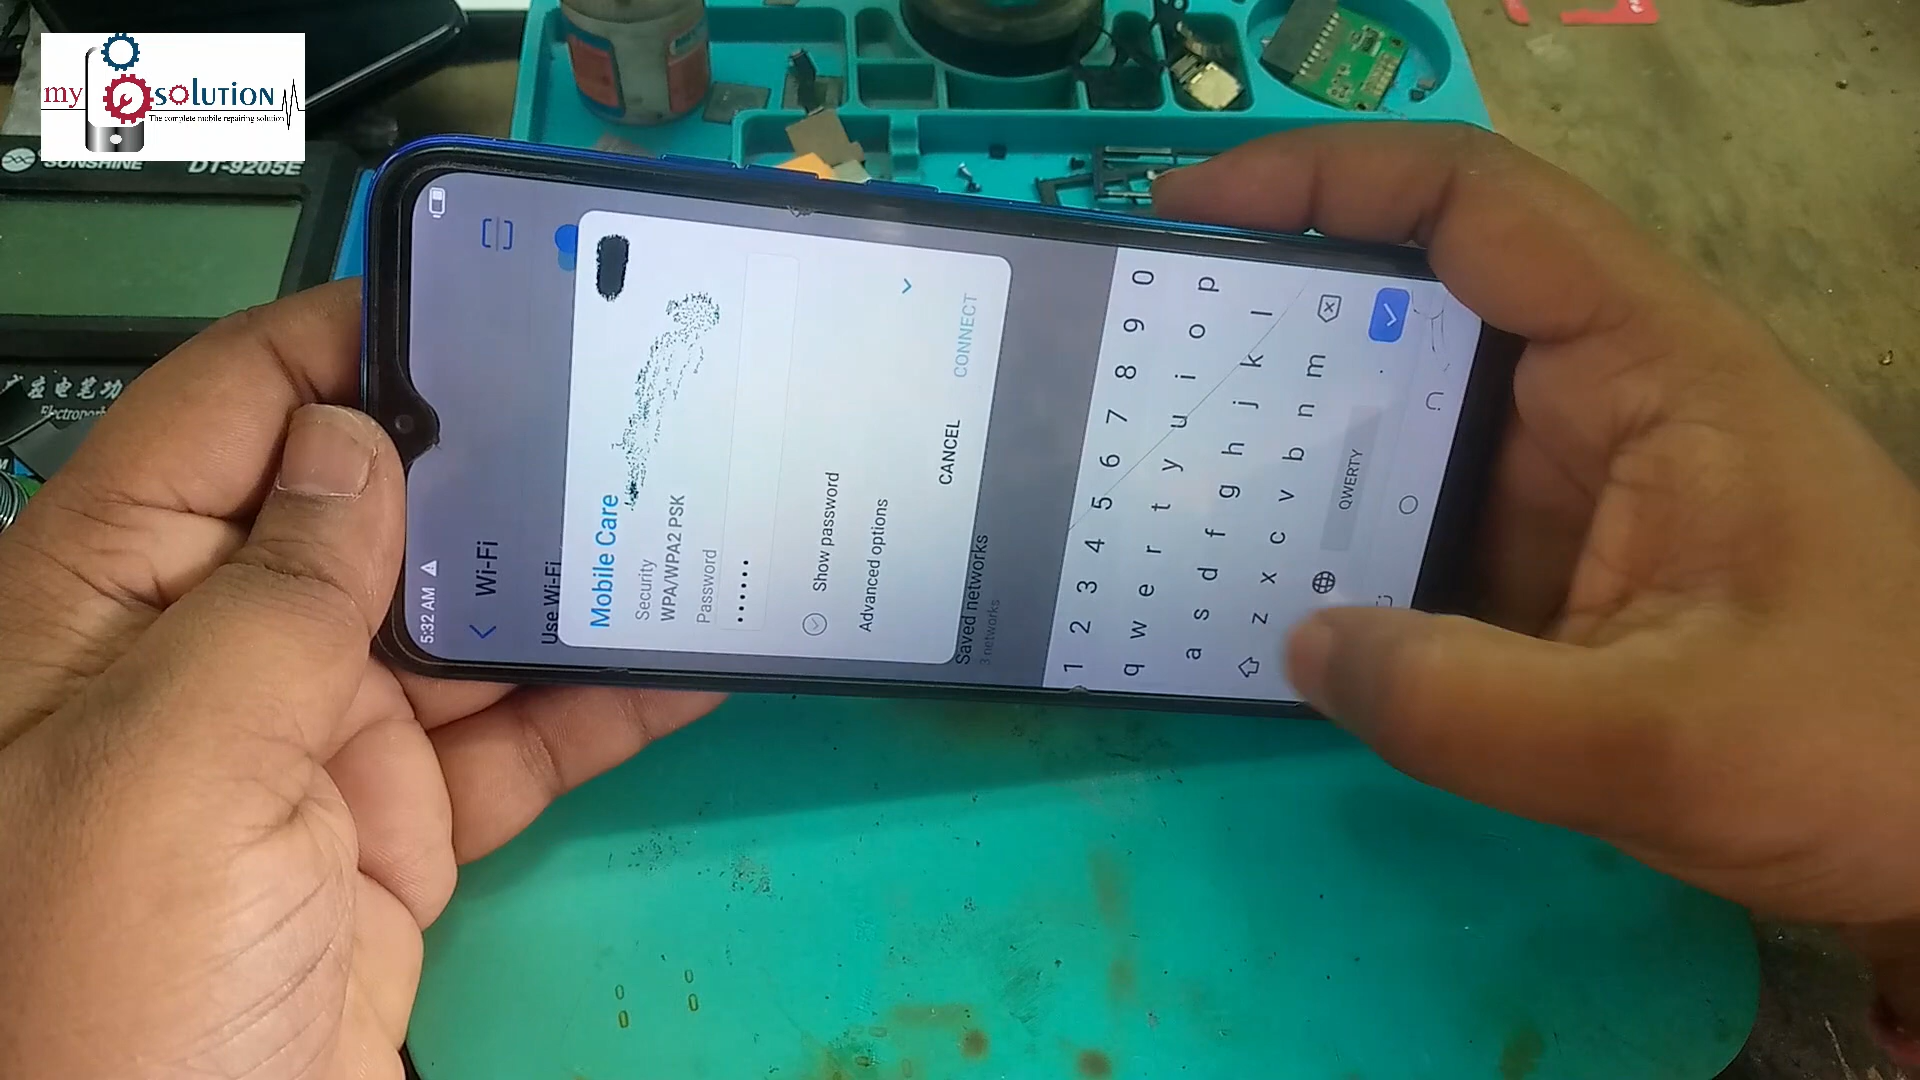 my SOLUTION
The complete mobile repairing solution
SUNSHINE
DT-9205E
5:32 AM
Wi-Fi
Use Wi-Fi
Mobile Care
Security
WPA/WPA2 PSK
Password
••••••
Show password
Advanced options
CANCEL
CONNECT
Saved networks
3 networks
1 2 3 4 5 6 7 8 9 0
q w e r t y u i o p
a s d f g h j k l
z x c v b n m
QWERTY .